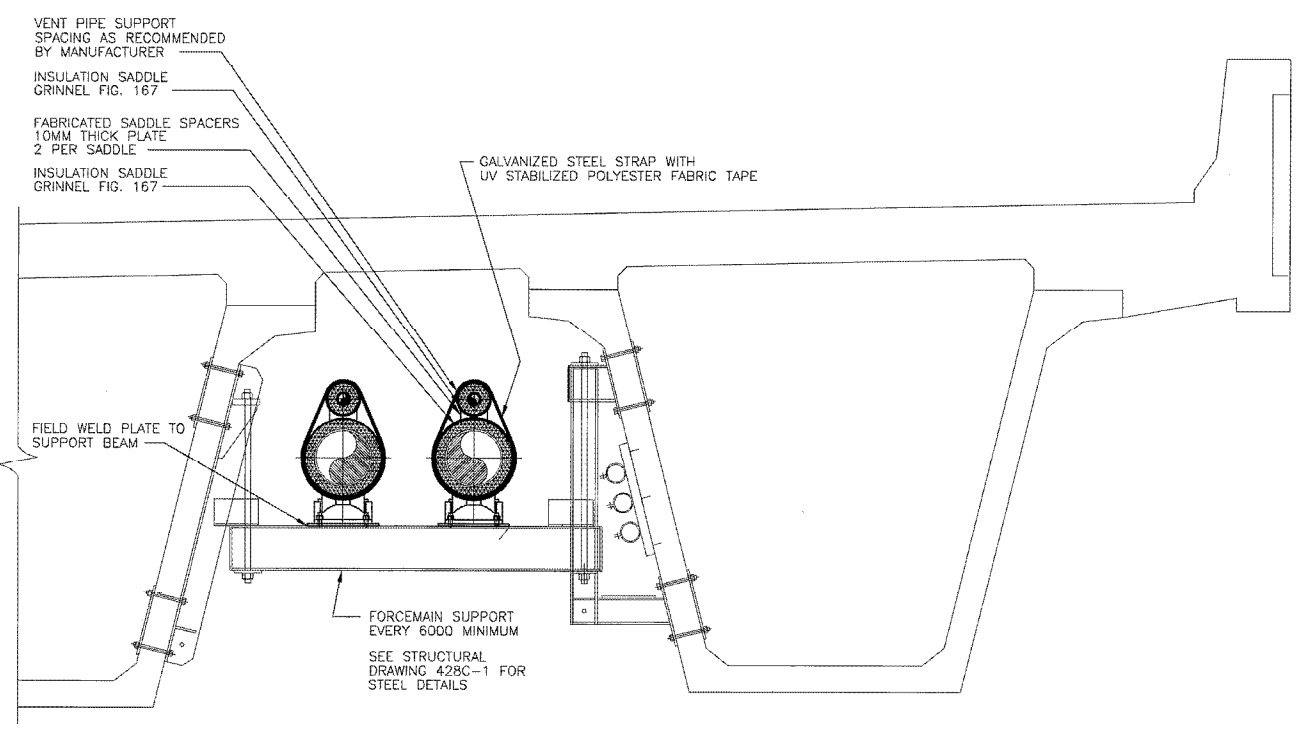 VENT PIPE SUPPORT
SPACING AS RECOMMENDED
BY MANUFACTURER
INSULATION SADDLE
GRINNEL FIG. 167
FABRICATED SADDLE SPACERS
10MM THICK PLATE
2 PER SADDLE
INSULATION SADDLE
GRINNEL FIG. 167
GALVANIZED STEEL STRAP WITH
UV STABILIZED POLYESTER FABRIC TAPE
FIELD WELD PLATE TO
SUPPORT BEAM
FORCEMAIN SUPPORT
EVERY 6000 MINIMUM
SEE STRUCTURAL
DRAWING 428C-1 FOR
STEEL DETAILS